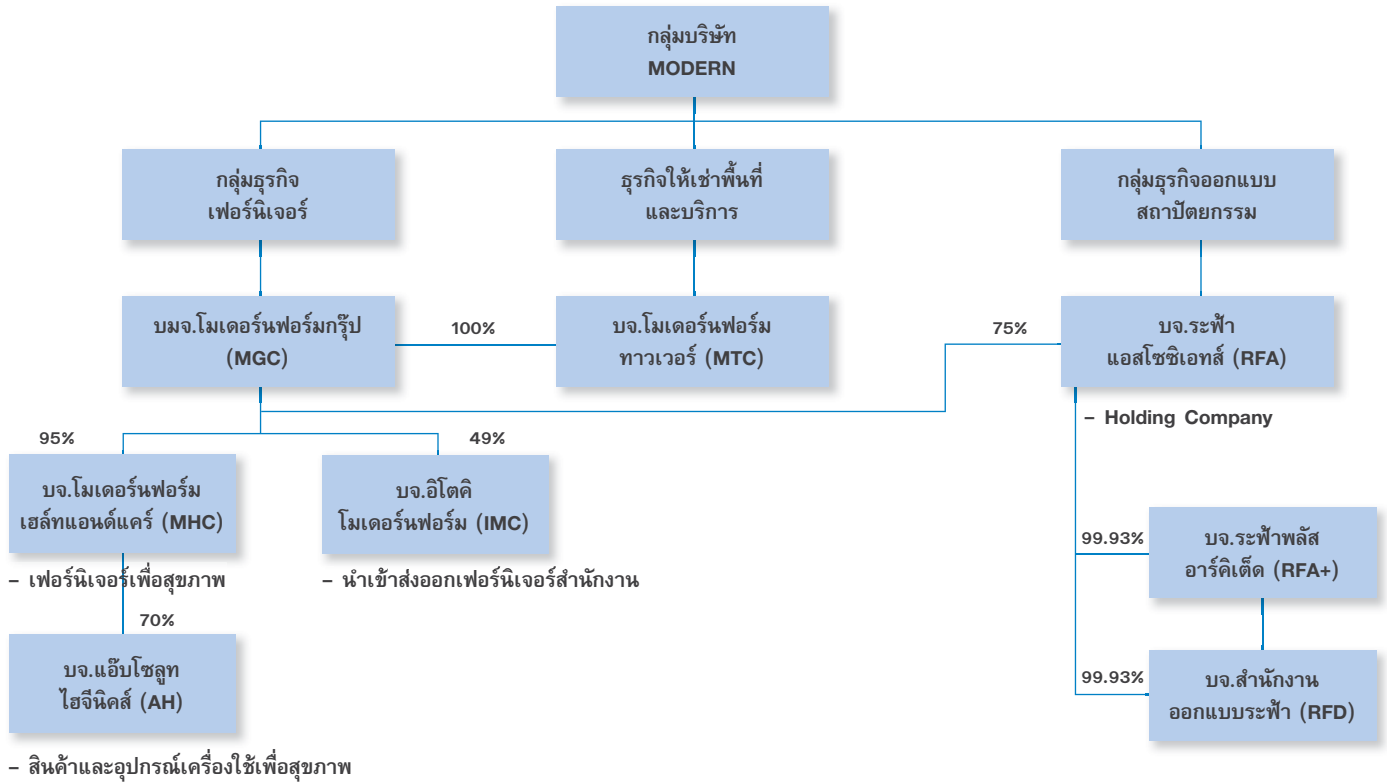 กลุ่มบริษัท
MODERN
กลุ่มธุรกิจ
เฟอร์นิเจอร์
ธุรกิจให้เช่าพื้นที่
และบริการ
กลุ่มธุรกิจออกแบบ
สถาปัตยกรรม
บมจ.โมเดอร์นฟอร์มกรุ๊ป
(MGC)
100%
บจ.โมเดอร์นฟอร์ม
ทาวเวอร์ (MTC)
75%
บจ.ระฟ้า
แอสโซซิเอทส์ (RFA)
– Holding Company
95%
49%
บจ.โมเดอร์นฟอร์ม
เฮล์ทแอนด์แคร์ (MHC)
บจ.อิโตคิ
โมเดอร์นฟอร์ม (IMC)
99.93%
บจ.ระฟ้าพลัส
อาร์คิเต็ด (RFA+)
– เฟอร์นิเจอร์เพื่อสุขภาพ
– นำเข้าส่งออกเฟอร์นิเจอร์สำนักงาน
70%
บจ.แอ๊บโซลูท
ไฮจีนิคส์ (AH)
99.93%
บจ.สำนักงาน
ออกแบบระฟ้า (RFD)
– สินค้าและอุปกรณ์เครื่องใช้เพื่อสุขภาพ